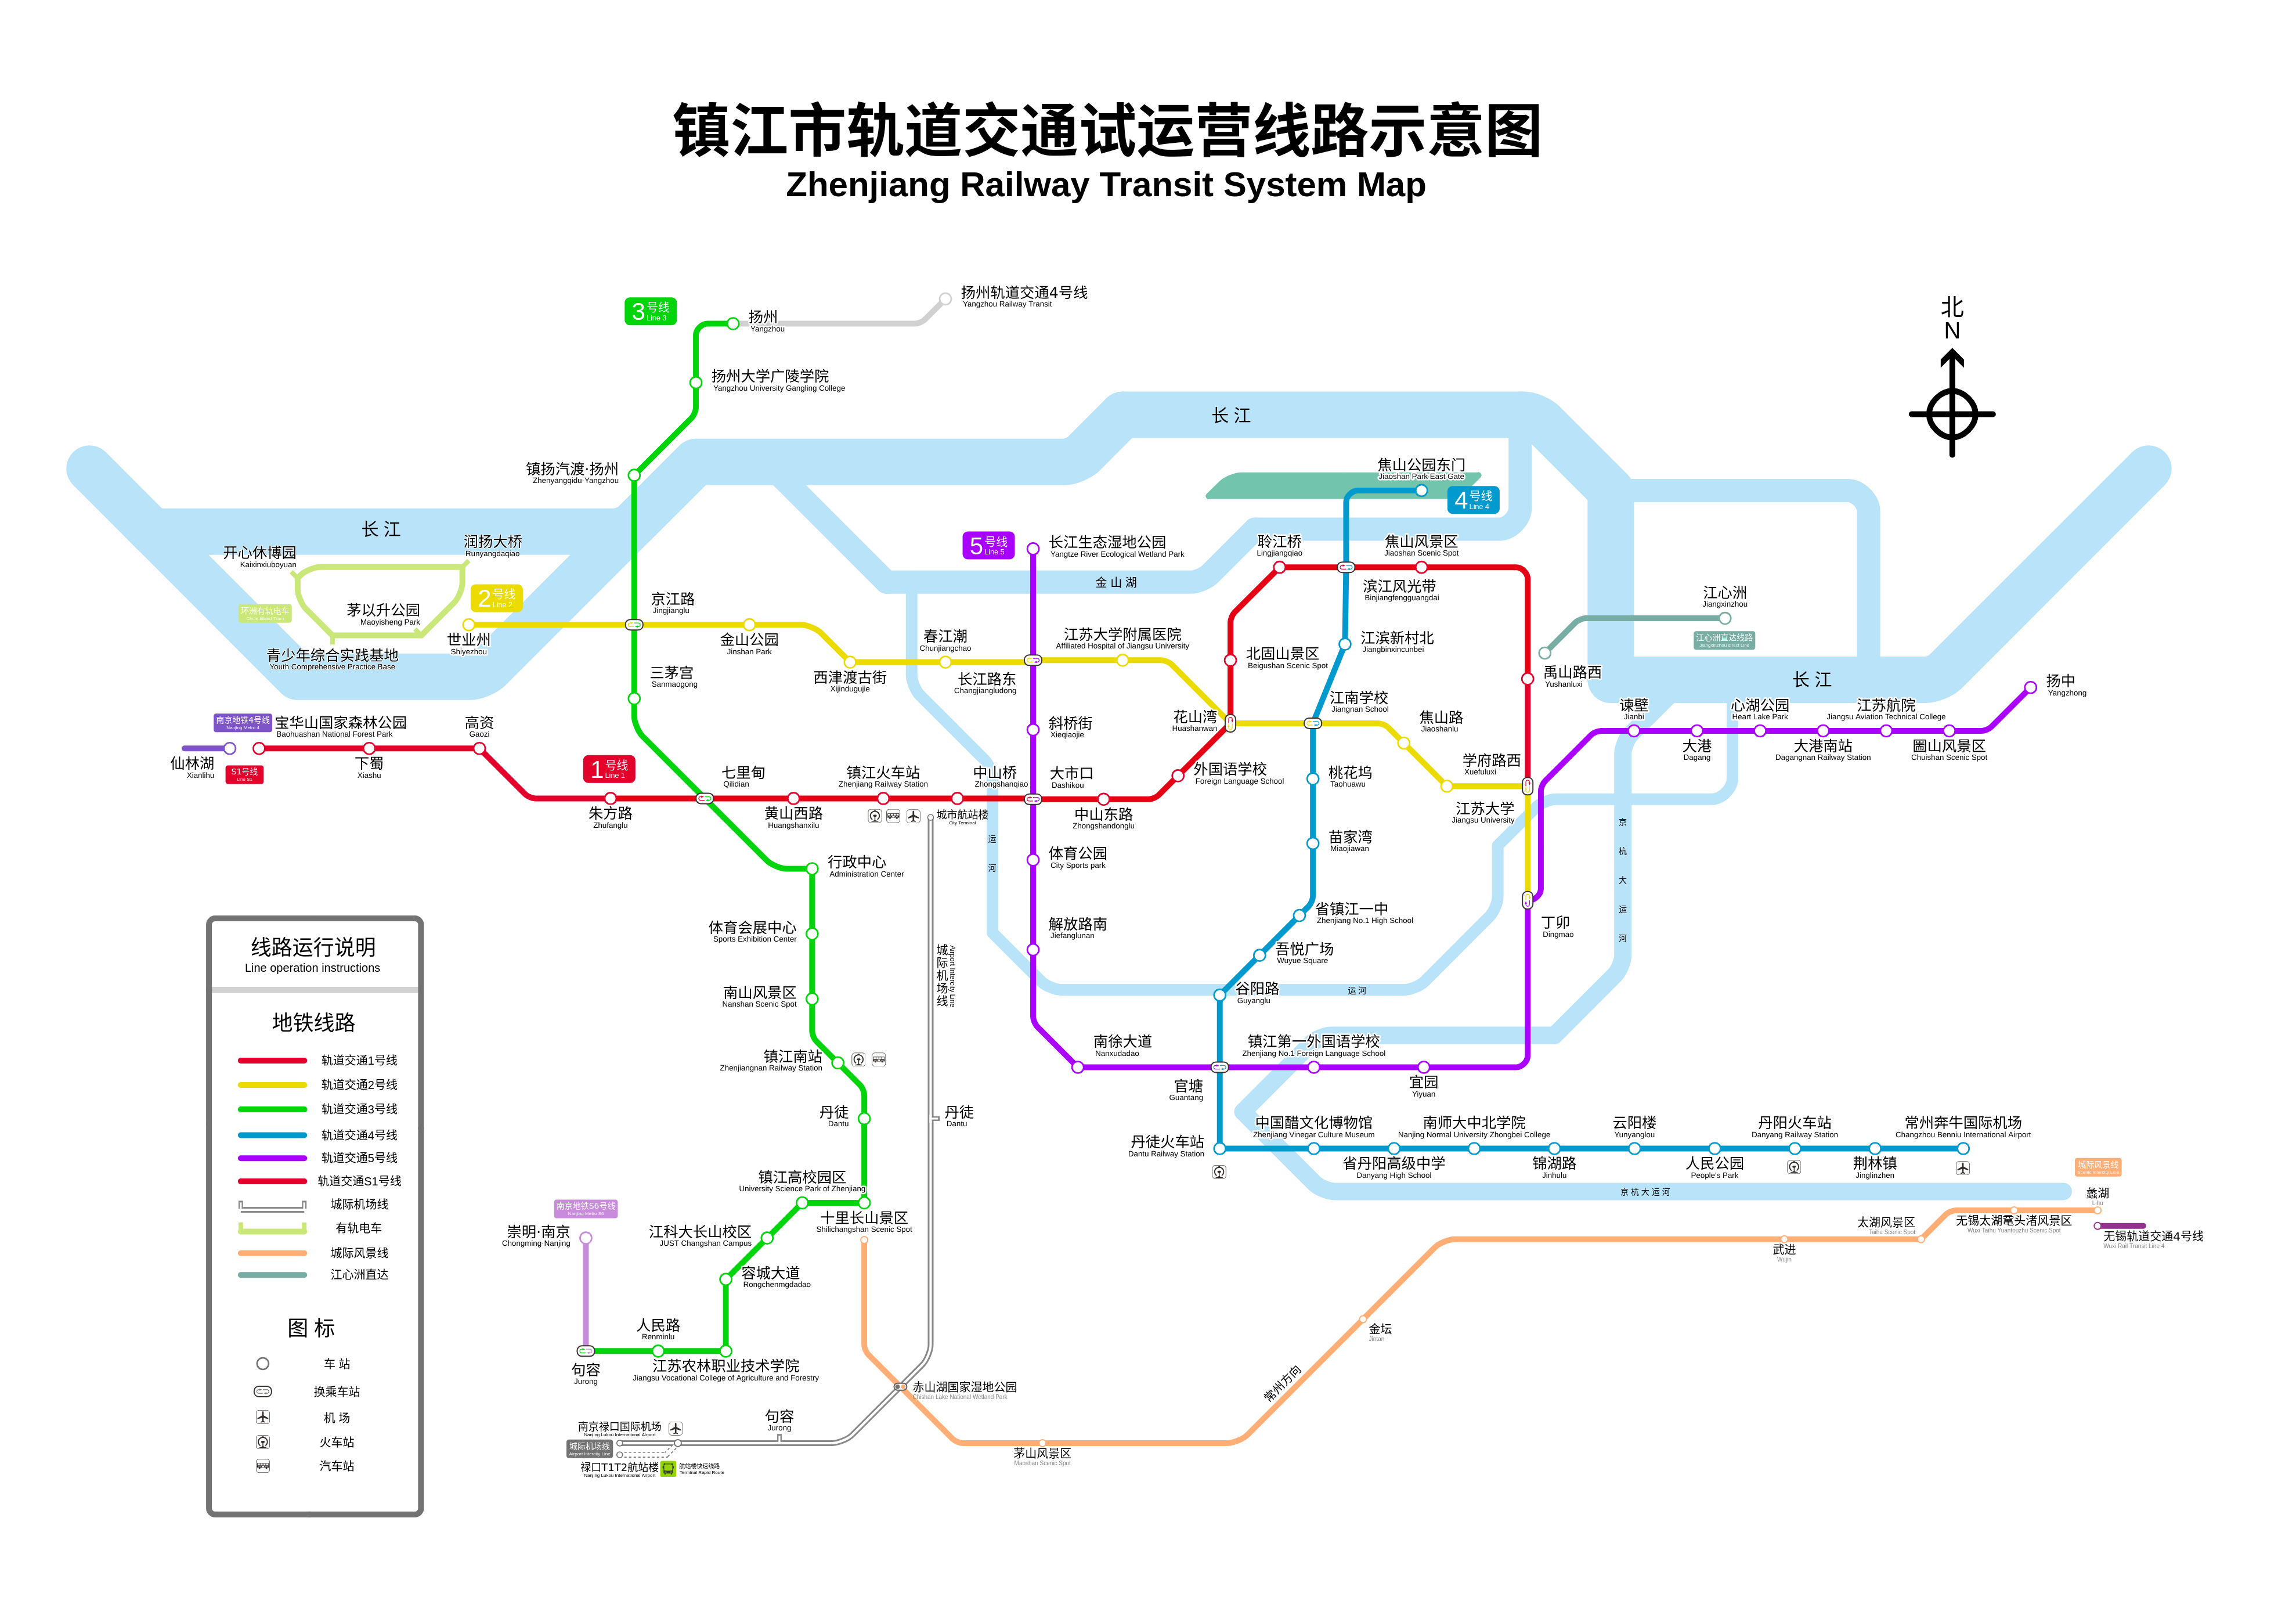 镇江市轨道交通试运营线路示意图
Zhenjiang Railway Transit System Map
北
N
3号线
Line 3
扬州
Yangzhou
扬州轨道交通4号线
Yangzhou Railway Transit
扬州大学广陵学院
Yangzhou University Gangling College
镇扬汽渡·扬州
Zhenyangqidu·Yangzhou
长 江
长 江
长 江
金 山 湖
开心休博园
Kaixinxiuboyuan
润扬大桥
Runyangdaqiao
环洲有轨电车
茅以升公园
Maoyisheng Park
青少年综合实践基地
Youth Comprehensive Practice Base
2号线
Line 2
世业州
Shiyezhou
京江路
Jingjianglu
金山公园
Jinshan Park
西津渡古街
Xijindugujie
春江潮
Chunjiangchao
长江路东
Changjiangludong
江苏大学附属医院
Affiliated Hospital of Jiangsu University
5号线
Line 5
长江生态湿地公园
Yangtze River Ecological Wetland Park
焦山公园东门
Jiaoshan Park East Gate
4号线
Line 4
聆江桥
Lingjiangqiao
焦山风景区
Jiaoshan Scenic Spot
滨江风光带
Binjiangfengguangdai
江滨新村北
Jiangbinxincunbei
北固山景区
Beigushan Scenic Spot
江南学校
Jiangnan School
花山湾
Huashanwan
焦山路
Jiaoshanlu
学府路西
Xuefuluxi
江苏大学
Jiangsu University
江心洲
Jiangxinzhou
江心洲直达线路
Jiangxinzhou direct Line
禹山路西
Yushanluxi
谏壁
Jianbi
大港
Dagang
心湖公园
Heart Lake Park
大港南站
Dagangnan Railway Station
江苏航院
Jiangsu Aviation Technical College
圌山风景区
Chuishan Scenic Spot
扬中
Yangzhong
三茅宫
Sanmaogong
南京地铁4号线
Nanjing Metro 4
仙林湖
Xianlihu
S1号线
Line S1
宝华山国家森林公园
Baohuashan National Forest Park
下蜀
Xiashu
高资
Gaozi
1号线
Line 1
朱方路
Zhufanglu
七里甸
Qilidian
黄山西路
Huangshanxilu
镇江火车站
Zhenjiang Railway Station
中山桥
Zhongshanqiao
城市航站楼
City Terminal
斜桥街
Xieqiaojie
大市口
Dashikou
中山东路
Zhongshandonglu
外国语学校
Foreign Language School
桃花坞
Taohuawu
苗家湾
Miaojiawan
省镇江一中
Zhenjiang No.1 High School
吾悦广场
Wuyue Square
谷阳路
Guyanglu
体育公园
City Sports park
解放路南
Jiefanglunan
南徐大道
Nanxudadao
镇江第一外国语学校
Zhenjiang No.1 Foreign Language School
宜园
Yiyuan
丁卯
Dingmao
官塘
Guantang
运河
运 河
京杭大运河
行政中心
Administration Center
体育会展中心
Sports Exhibition Center
南山风景区
Nanshan Scenic Spot
镇江南站
Zhenjiangnan Railway Station
丹徒
Dantu
镇江高校园区
University Science Park of Zhenjiang
十里长山景区
Shilichangshan Scenic Spot
江科大长山校区
JUST Changshan Campus
容城大道
Rongchenmgdadao
江苏农林职业技术学院
Jiangsu Vocational College of Agriculture and Forestry
人民路
Renminlu
句容
Jurong
南京地铁S6号线
Nanjing Metro S6
崇明·南京
Chongming·Nanjing
城际机场线
Airport Intercity Line
丹徒
Dantu
丹徒火车站
Dantu Railway Station
中国醋文化博物馆
Zhenjiang Vinegar Culture Museum
省丹阳高级中学
Danyang High School
南师大中北学院
Nanjing Normal University Zhongbei College
锦湖路
Jinhulu
云阳楼
Yunyanglou
人民公园
People's Park
丹阳火车站
Danyang Railway Station
荆林镇
Jinglinzhen
常州奔牛国际机场
Changzhou Benniu International Airport
京 杭 大 运 河
城际风景线
蠡湖
Lihu
无锡太湖鼋头渚风景区
Wuxi Taihu Yuantouzhu Scenic Spot
太湖风景区
Taihu Scenic Spot
无锡轨道交通4号线
Wuxi Rail Transit Line 4
武进
Wujin
金坛
Jintan
常州方向
茅山风景区
Maoshan Scenic Spot
赤山湖国家湿地公园
Chishan Lake National Wetland Park
句容
Jurong
南京禄口国际机场
Nanjing Lukou International Airport
城际机场线
Airport Intercity Line
禄口T1T2航站楼
Nanjing Lukou International Airport
航站楼快速线路
Terminal Rapid Route
线路运行说明
Line operation instructions
地铁线路
轨道交通1号线
轨道交通2号线
轨道交通3号线
轨道交通4号线
轨道交通5号线
轨道交通S1号线
城际机场线
有轨电车
城际风景线
江心洲直达
图 标
车 站
换乘车站
机 场
火车站
汽车站